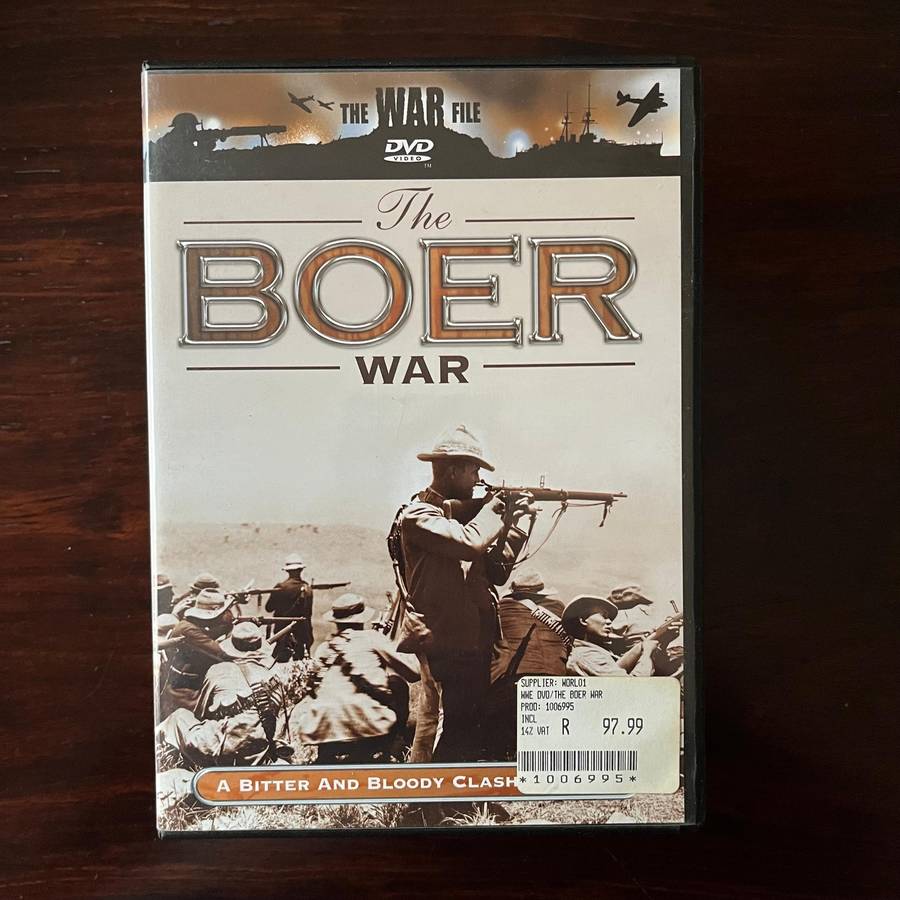 THE WAR FILE
DVD
VIDEO
TM
The
BOER
WAR
SUPPLIER: WORL01
WWE DVD/THE BOER WAR
PROD: 1006995
INCL
14% VAT R 97.99
*1006995*
A BITTER AND BLOODY CLASH